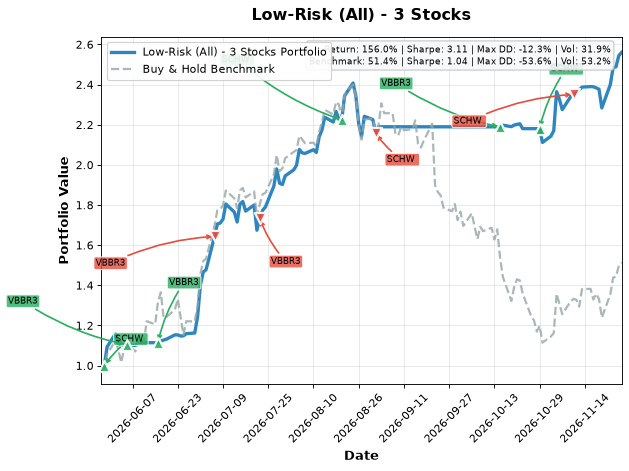 Low-Risk (All) - 3 Stocks
Low-Risk (All) - 3 Stocks Portfolio
Buy & Hold Benchmark
eturn: 156.0% | Sharpe: 3.11 | Max DD: -12.3% | Vol: 31.9%
nchmark: 51.4% | Sharpe: 1.04 | Max DD: -53.6% | Vol: 53.2%
VBBR3
SCHW
SCHW
VBBR3
VBBR3
VBBR3
VBBR3
SCHW
Portfolio Value
2.6
2.4
2.2
2.0
1.8
1.6
1.4
1.2
1.0
2026-06-07
2026-06-23
2026-07-09
2026-07-25
2026-08-10
2026-08-26
2026-09-11
2026-09-27
2026-10-13
2026-10-29
2026-11-14
Date